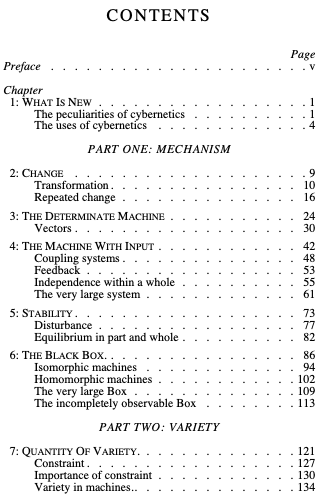 CONTENTS
Page
Preface . . . . . . . . . . . . . . . . . . . . v
Chapter
1: WHAT IS NEW . . . . . . . . . . . . . . . . . 1
The peculiarities of cybernetics . . . . . . . . . . 1
The uses of cybernetics . . . . . . . . . . . . . 4
PART ONE: MECHANISM
2: CHANGE . . . . . . . . . . . . . . . . . . . 9
Transformation . . . . . . . . . . . . . . . . 10
Repeated change . . . . . . . . . . . . . . . 16
3: THE DETERMINATE MACHINE . . . . . . . . . . . 24
Vectors . . . . . . . . . . . . . . . . . . . 30
4: THE MACHINE WITH INPUT . . . . . . . . . . . . 42
Coupling systems . . . . . . . . . . . . . . . 48
Feedback . . . . . . . . . . . . . . . . . . 53
Independence within a whole . . . . . . . . . . . 55
The very large system . . . . . . . . . . . . . 61
5: STABILITY . . . . . . . . . . . . . . . . . . 73
Disturbance . . . . . . . . . . . . . . . . . 77
Equilibrium in part and whole . . . . . . . . . . . 82
6: THE BLACK BOX. . . . . . . . . . . . . . . . . 86
Isomorphic machines . . . . . . . . . . . . . . 94
Homomorphic machines . . . . . . . . . . . . . 102
The very large Box . . . . . . . . . . . . . . 109
The incompletely observable Box . . . . . . . . . 113
PART TWO: VARIETY
7: QUANTITY OF VARIETY. . . . . . . . . . . . . . 121
Constraint . . . . . . . . . . . . . . . . . . 127
Importance of constraint . . . . . . . . . . . . 130
Variety in machines.. . . . . . . . . . . . . . 134